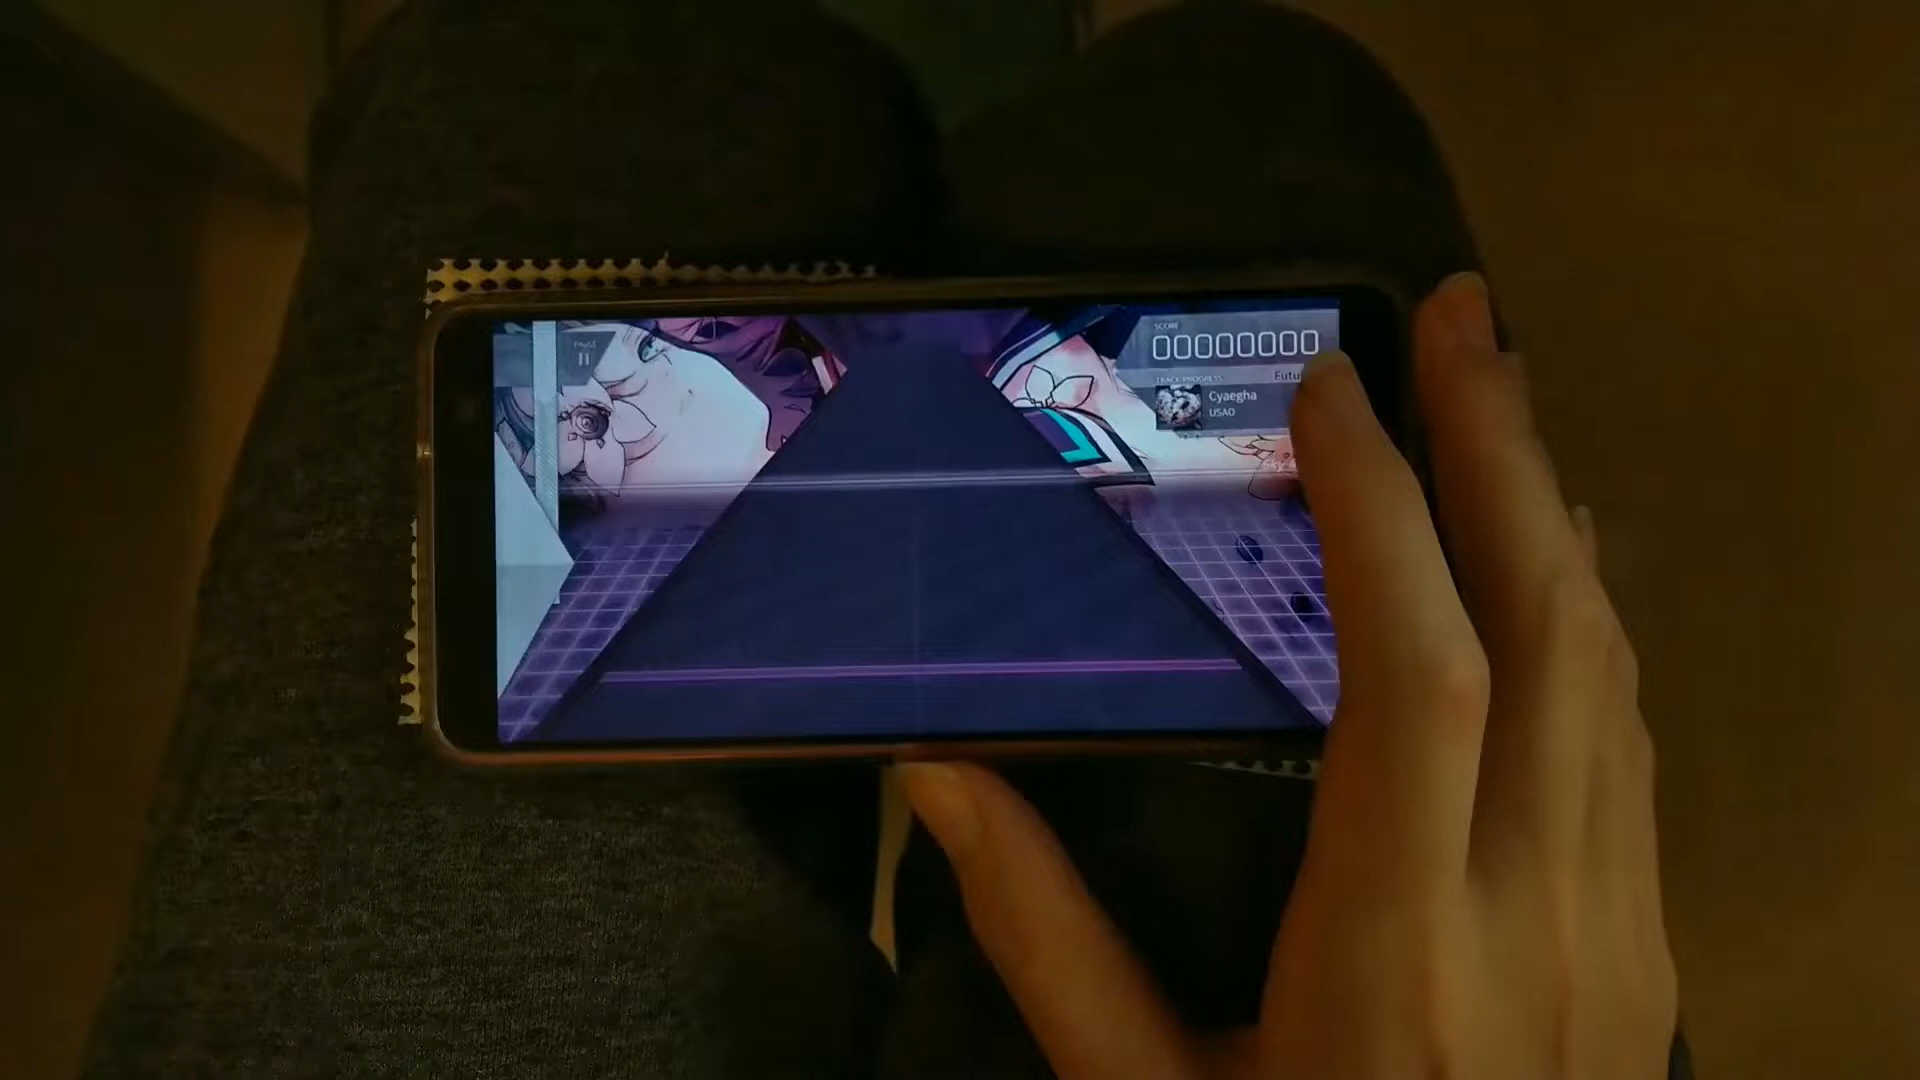 PAUSE
SCORE
00000000
TRACK PROGRESS
Cyaegha
USAO